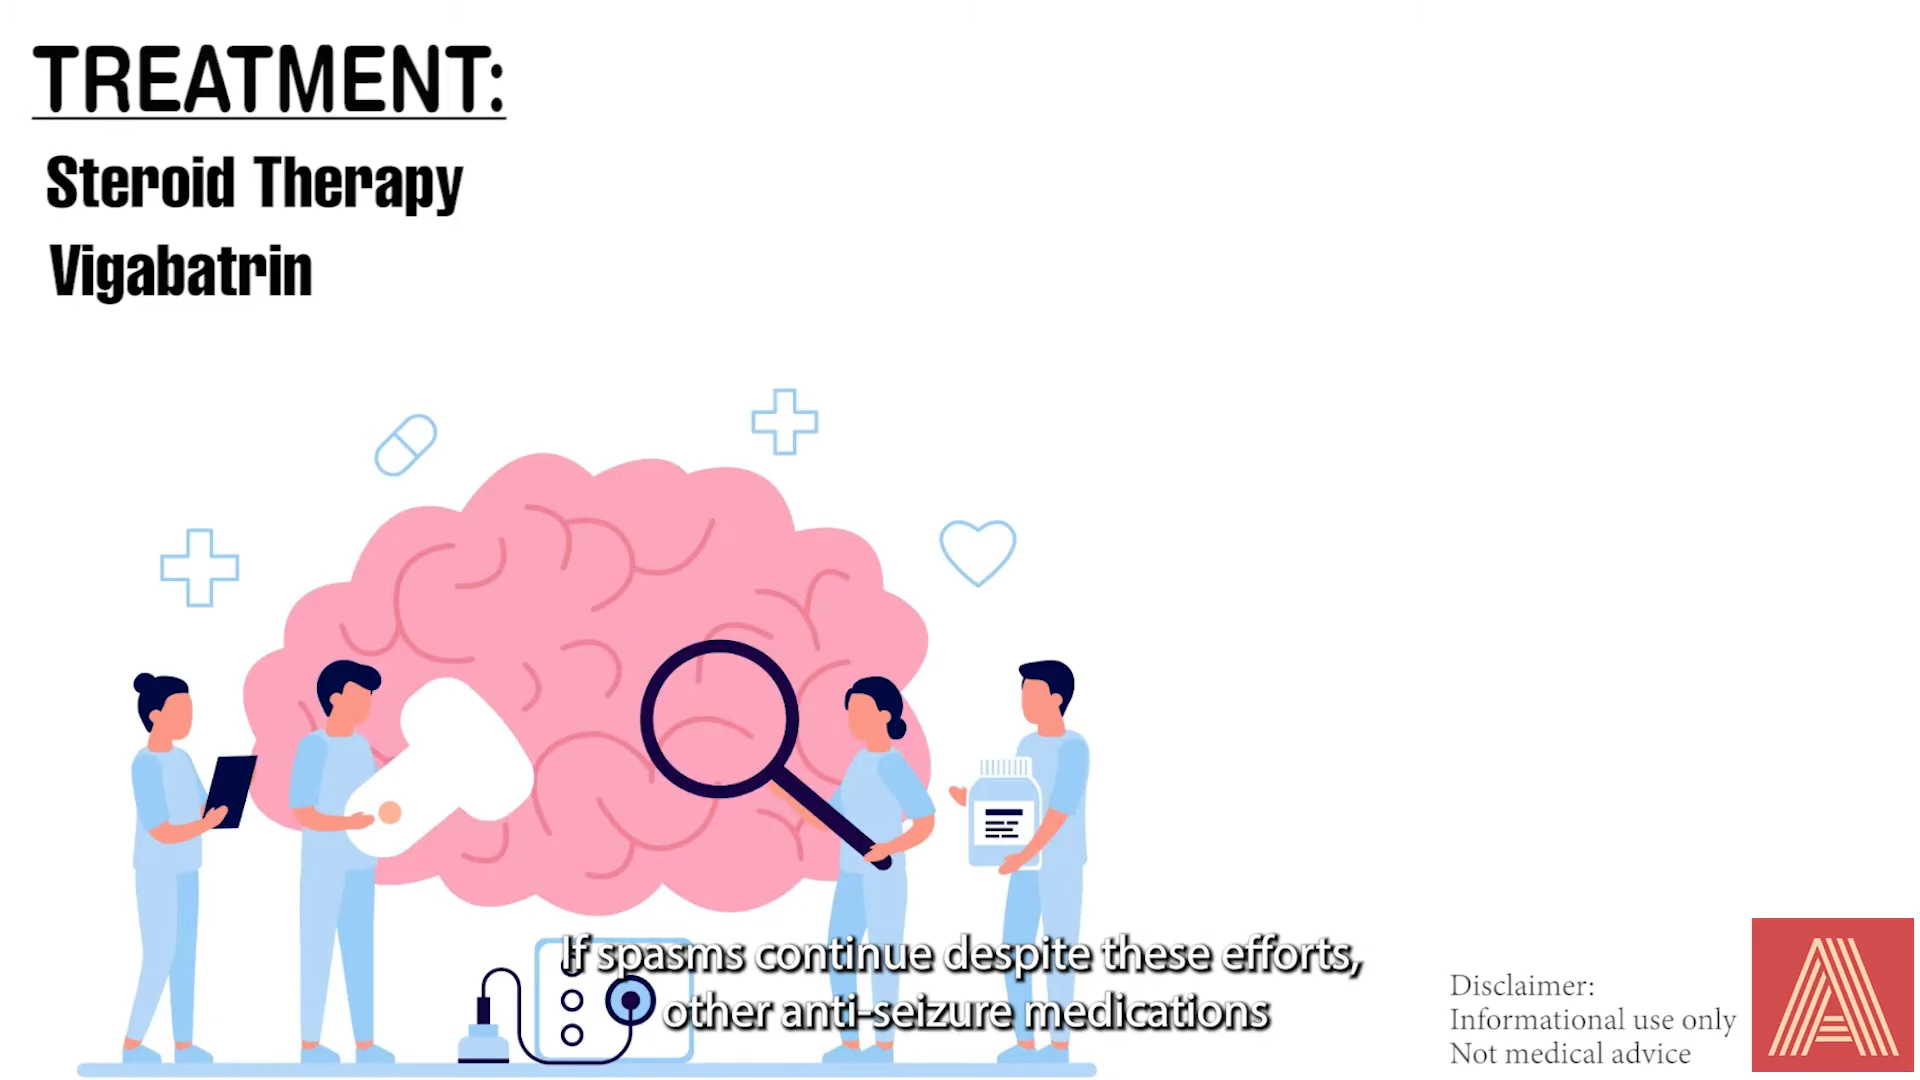 TREATMENT:
Steroid Therapy
Vigabatrin
If spasms continue despite these efforts,
other anti-seizure medications
Disclaimer:
Informational use only
Not medical advice
A